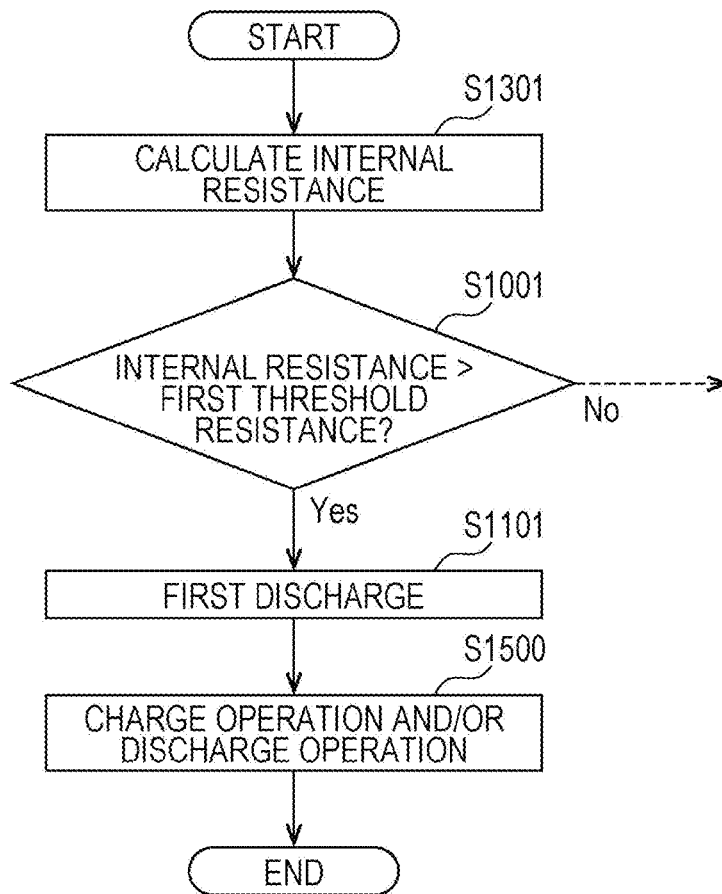 START
S1301
CALCULATE INTERNAL
RESISTANCE
S1001
INTERNAL RESISTANCE >
FIRST THRESHOLD
RESISTANCE?
No
Yes
S1101
FIRST DISCHARGE
S1500
CHARGE OPERATION AND/OR
DISCHARGE OPERATION
END